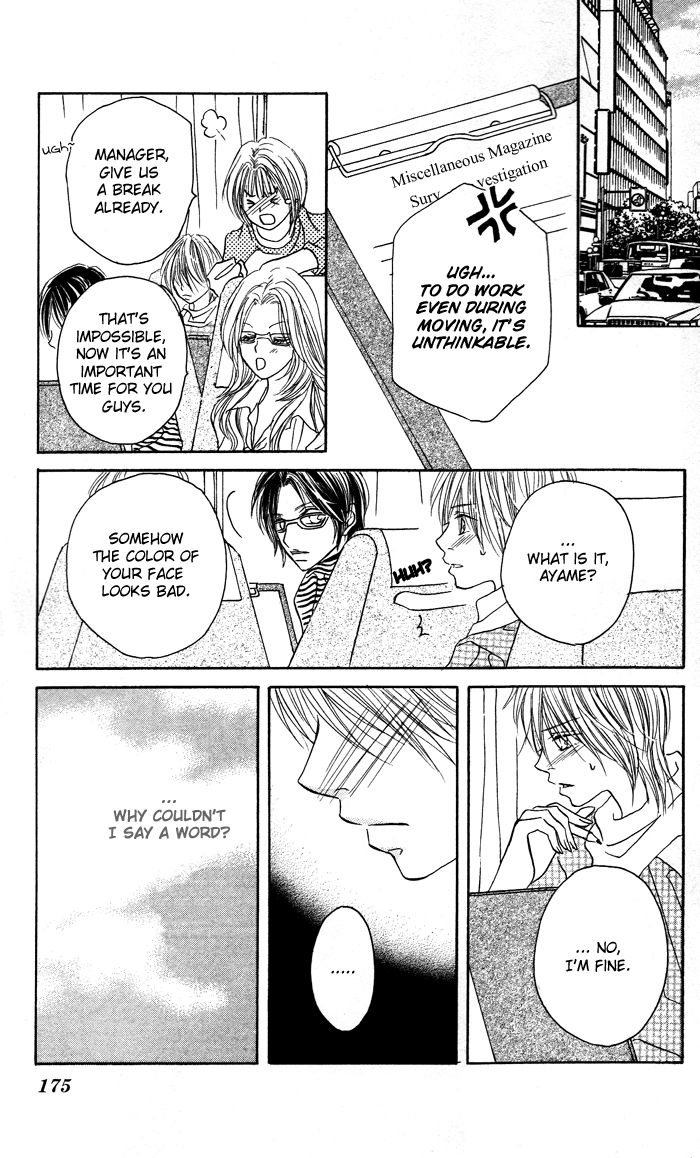 Miscellaneous Magazine
Surv vestigation
UGH...
TO DO WORK
EVEN DURING
MOVING, IT'S
UNTHINKABLE.
UGH~
MANAGER,
GIVE US
A BREAK
ALREADY.
THAT'S
IMPOSSIBLE,
NOW IT'S AN
IMPORTANT
TIME FOR YOU
GUYS.
...
WHAT IS IT,
AYAME?
HUH?
SOMEHOW
THE COLOR OF
YOUR FACE
LOOKS BAD.
... NO,
I'M FINE.
.....
...
WHY COULDN'T
I SAY A WORD?
175